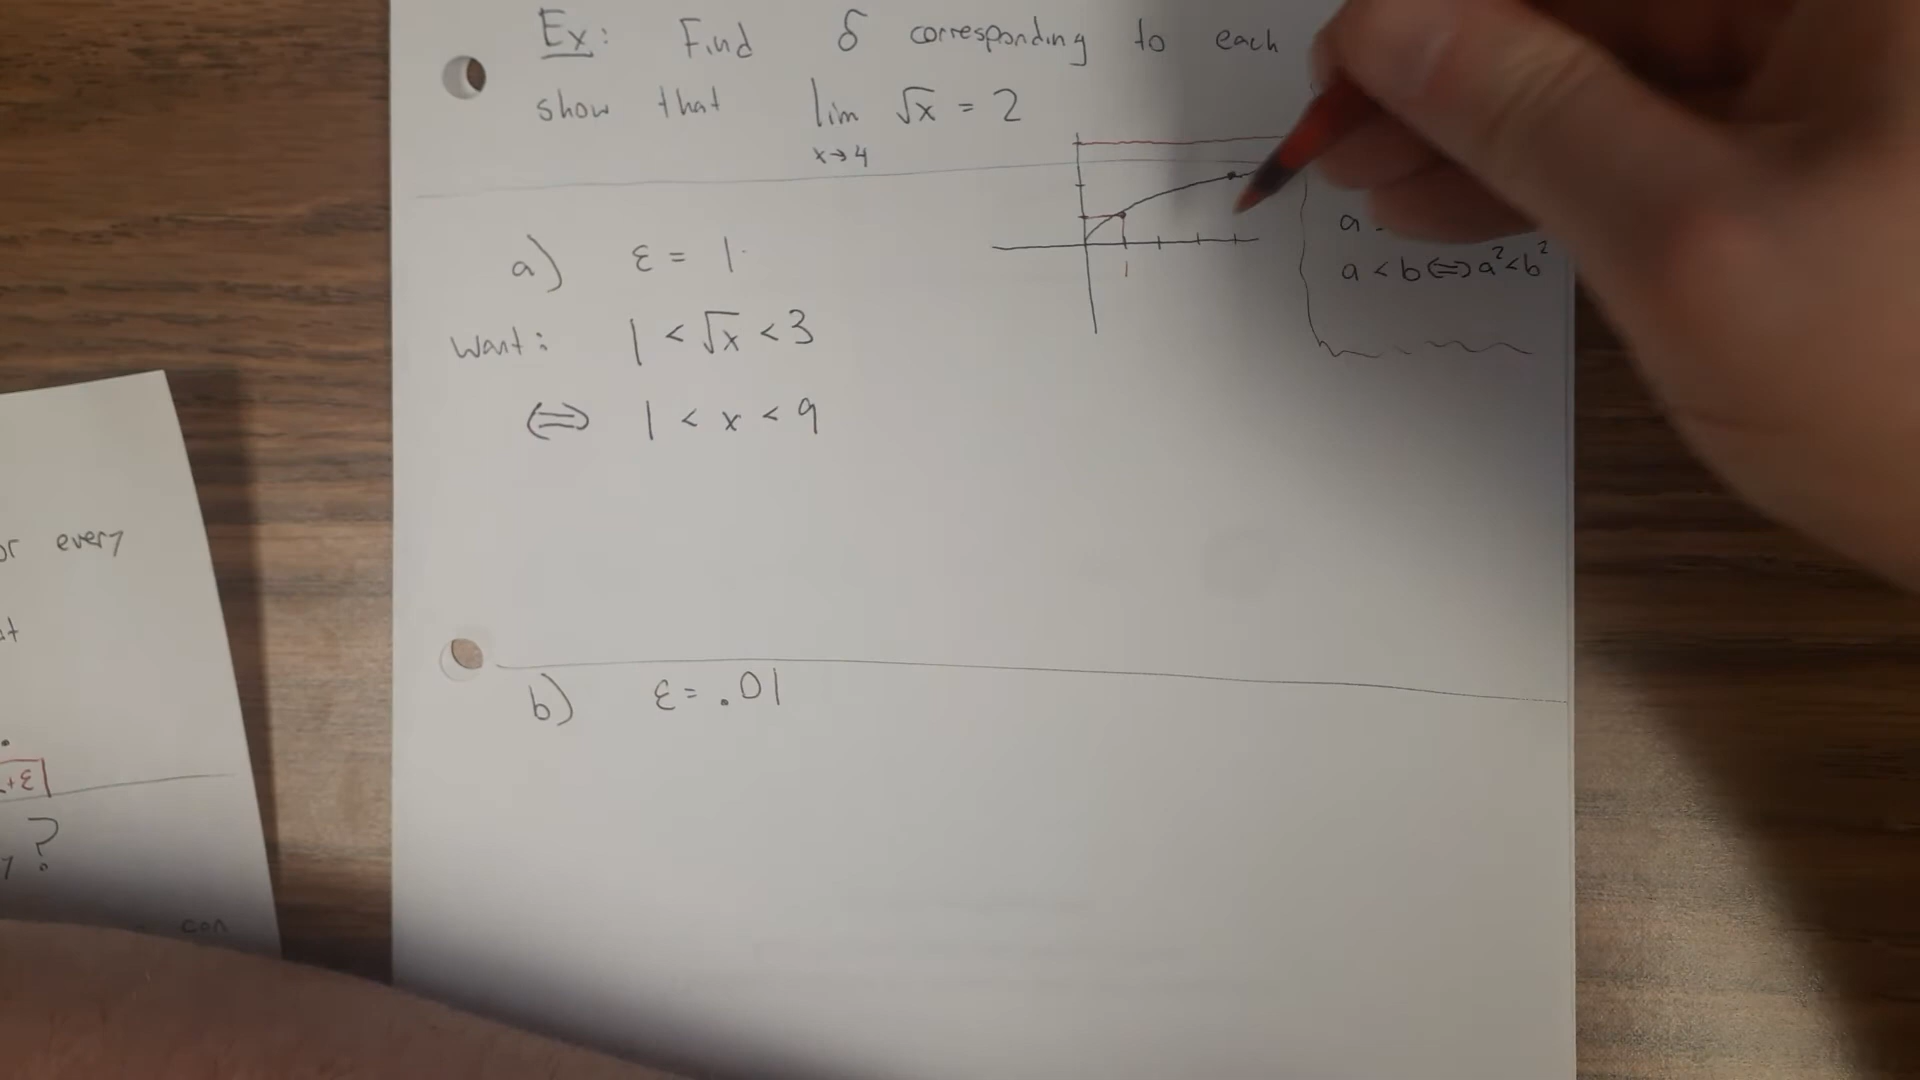 Ex: Find δ corresponding to each
show that lim √x = 2
x→4
a) ε = 1
Want: 1 < √x < 3
⟺ 1 < x < 9
1
a
a < b ⟺ a² < b²
b) ε = .01
every
+ε
?
con